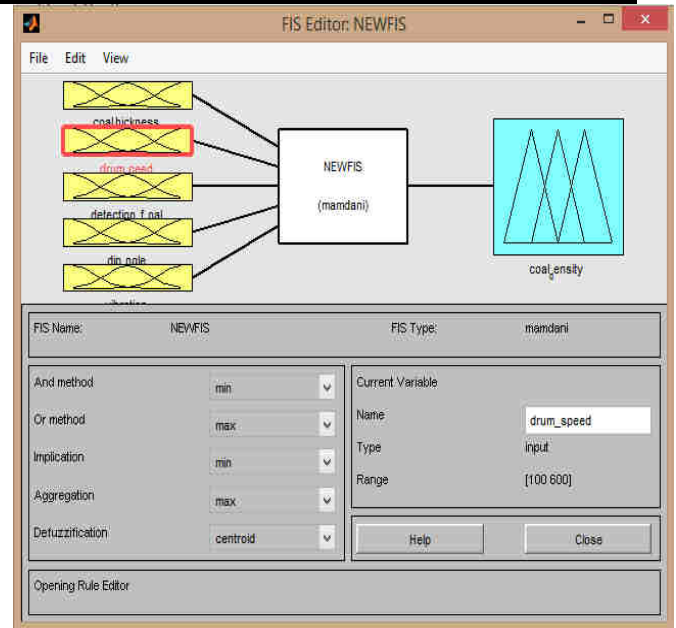 FIS Editor: NEWFIS
File Edit View
drum_peed
NEWFIS
(mamdani)
coal_density
FIS Name: NEWFIS FIS Type: mamdani
And method min
Or method max
Implication min
Aggregation max
Defuzzification centroid
Current Variable
Name drum_speed
Type input
Range [100 600]
Help Close
Opening Rule Editor